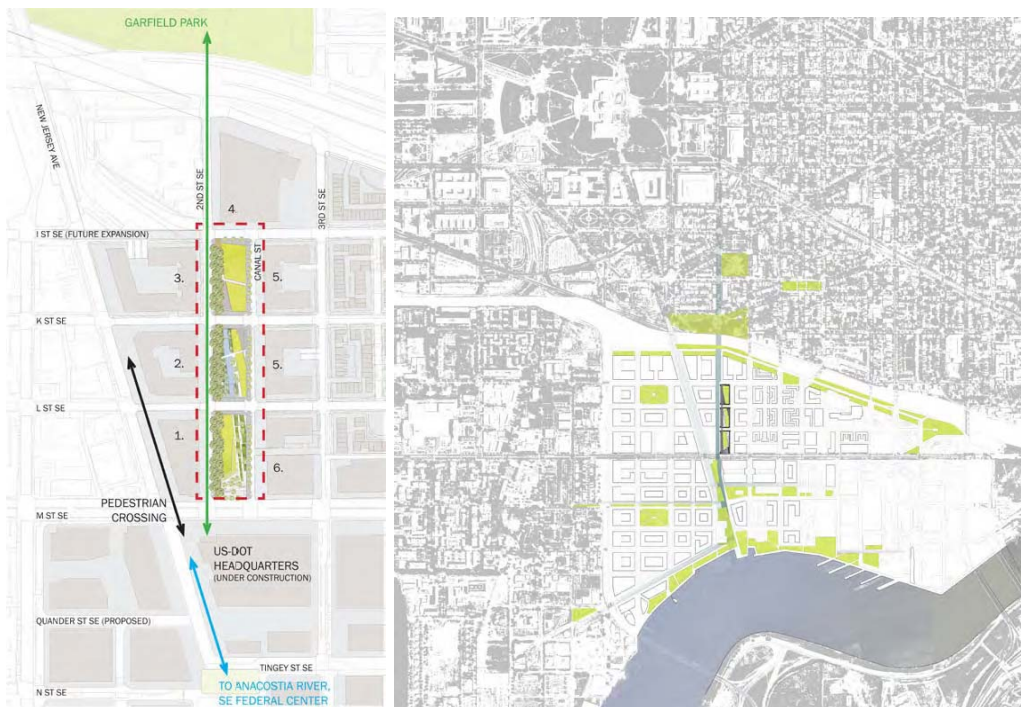 GARFIELD PARK
NEW JERSEY AVE
2ND ST SE
3RD ST SE
4
I ST SE (FUTURE EXPANSION)
CANAL ST
3.
5.
K ST SE
2.
5.
L ST SE
1.
6.
PEDESTRIAN
CROSSING
M ST SE
US-DOT
HEADQUARTERS
(UNDER CONSTRUCTION)
QUANDER ST SE (PROPOSED)
TINGEY ST SE
N ST SE
TO ANACOSTIA RIVER,
SE FEDERAL CENTER